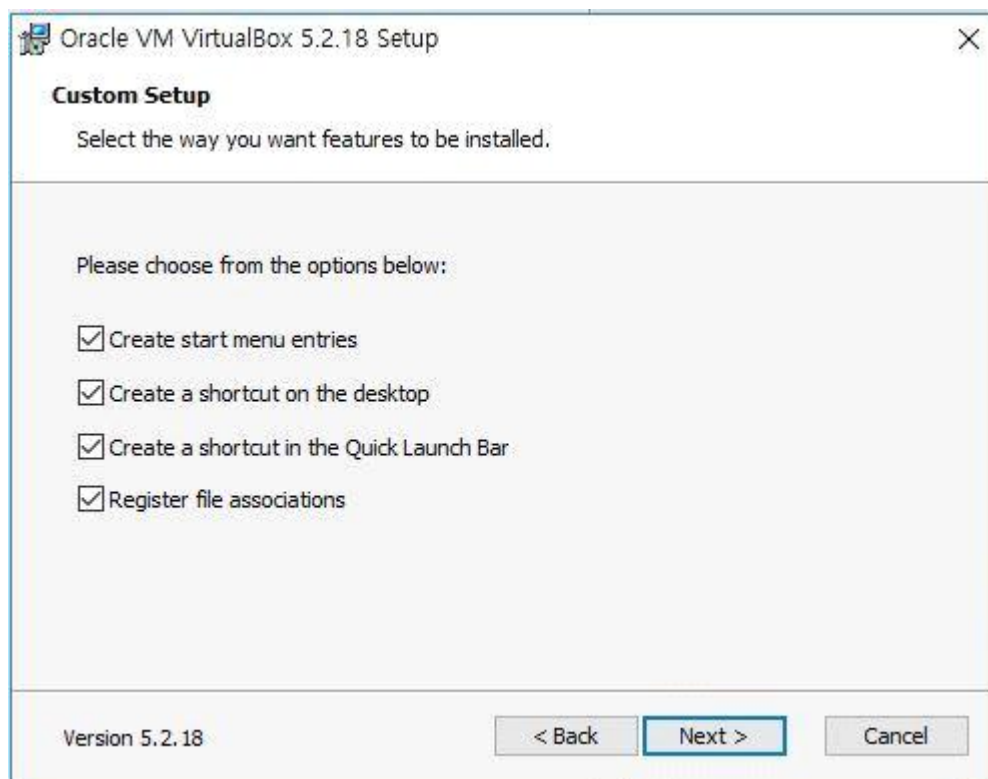 Oracle VM VirtualBox 5.2.18 Setup
Custom Setup
Select the way you want features to be installed.
Please choose from the options below:
Create start menu entries
Create a shortcut on the desktop
Create a shortcut in the Quick Launch Bar
Register file associations
Version 5.2.18
< Back
Next >
Cancel